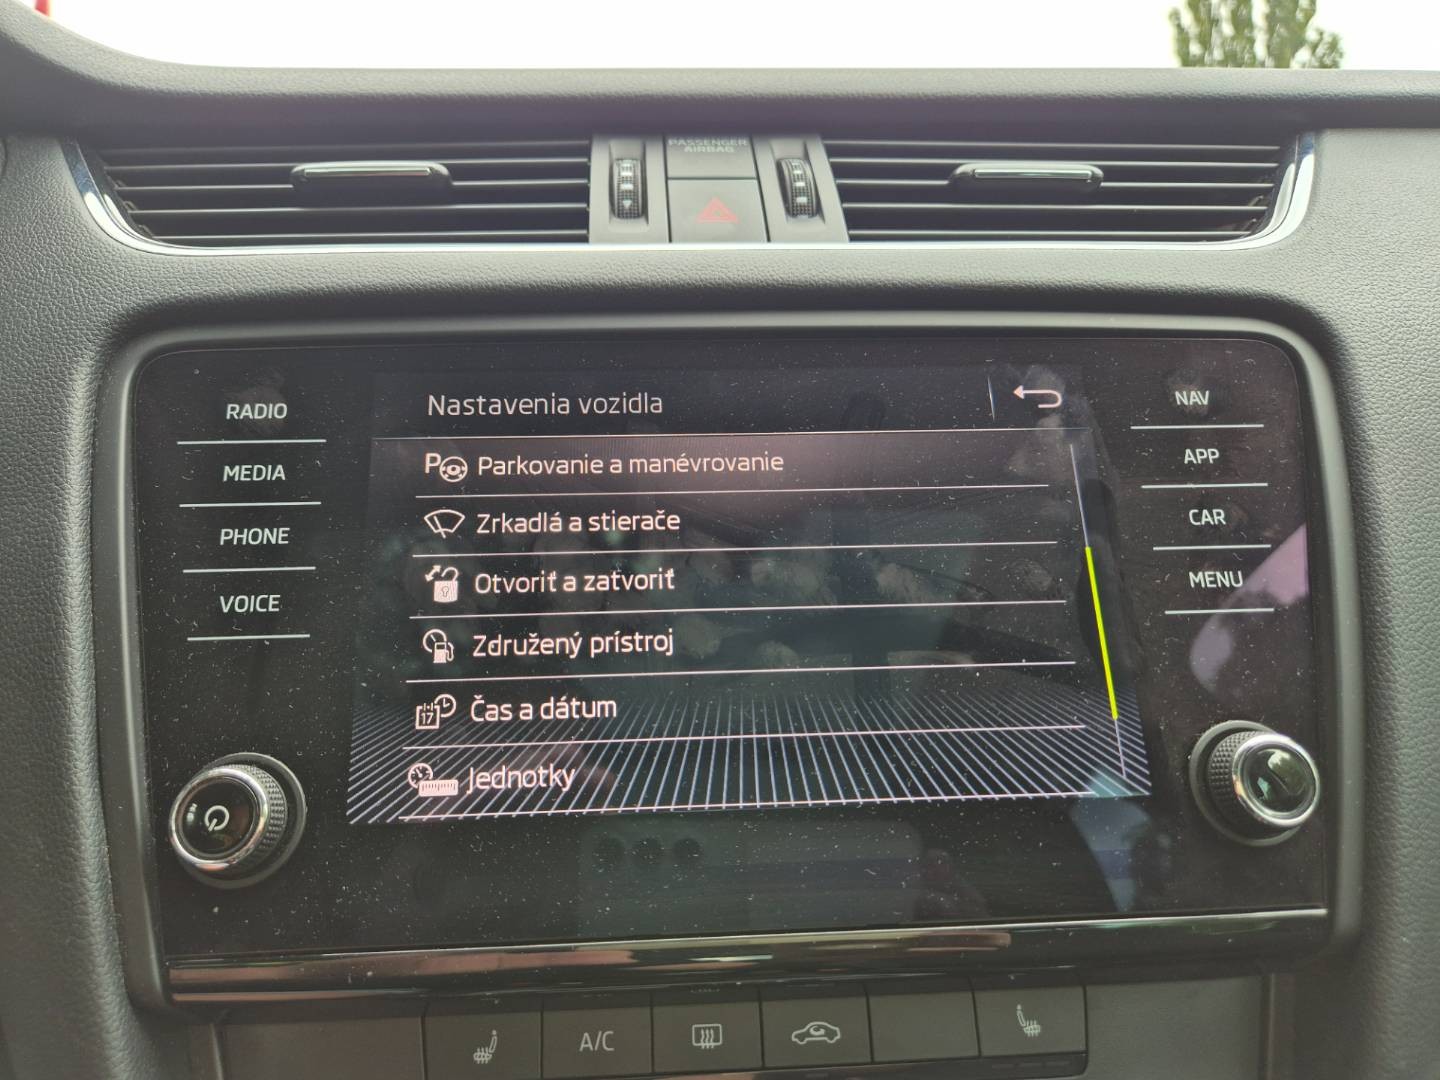 PASSENGER
AIRBAG
RADIO
MEDIA
PHONE
VOICE
Nastavenia vozidla
P Parkovanie a manévrovanie
Zrkadlá a stierače
Otvoriť a zatvoriť
Združený prístroj
17 Čas a dátum
Jednotky
NAV
APP
CAR
MENU
A/C